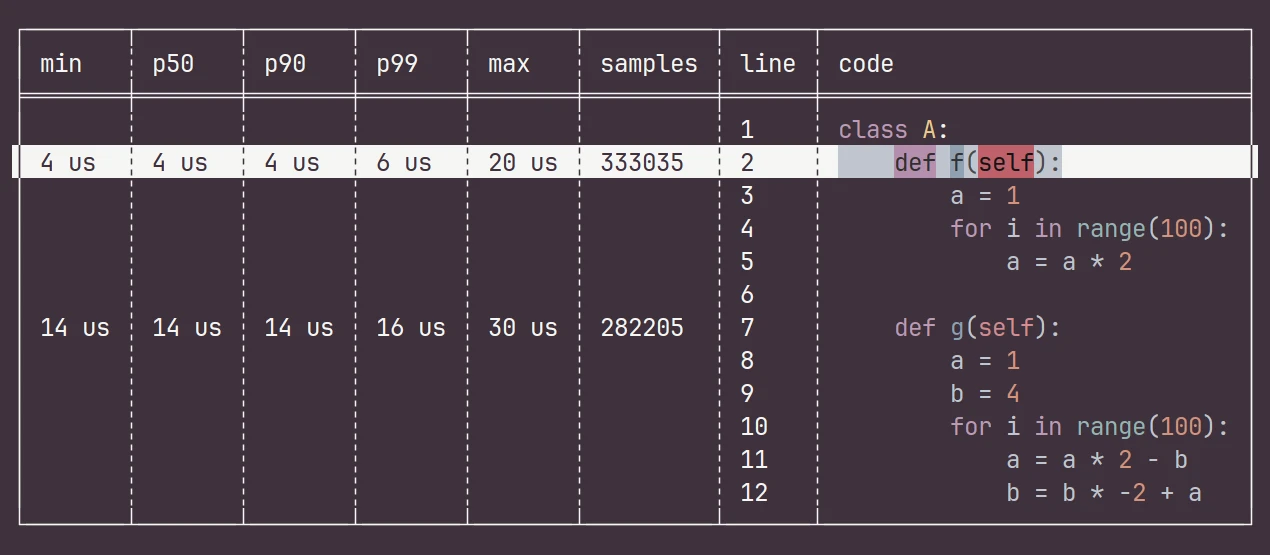 min p50 p90 p99 max samples line code
1 class A:
4 us 4 us 4 us 6 us 20 us 333035 2     def f(self):
3         a = 1
4         for i in range(100):
5             a = a * 2
6
14 us 14 us 14 us 16 us 30 us 282205 7     def g(self):
8         a = 1
9         b = 4
10         for i in range(100):
11             a = a * 2 - b
12             b = b * -2 + a